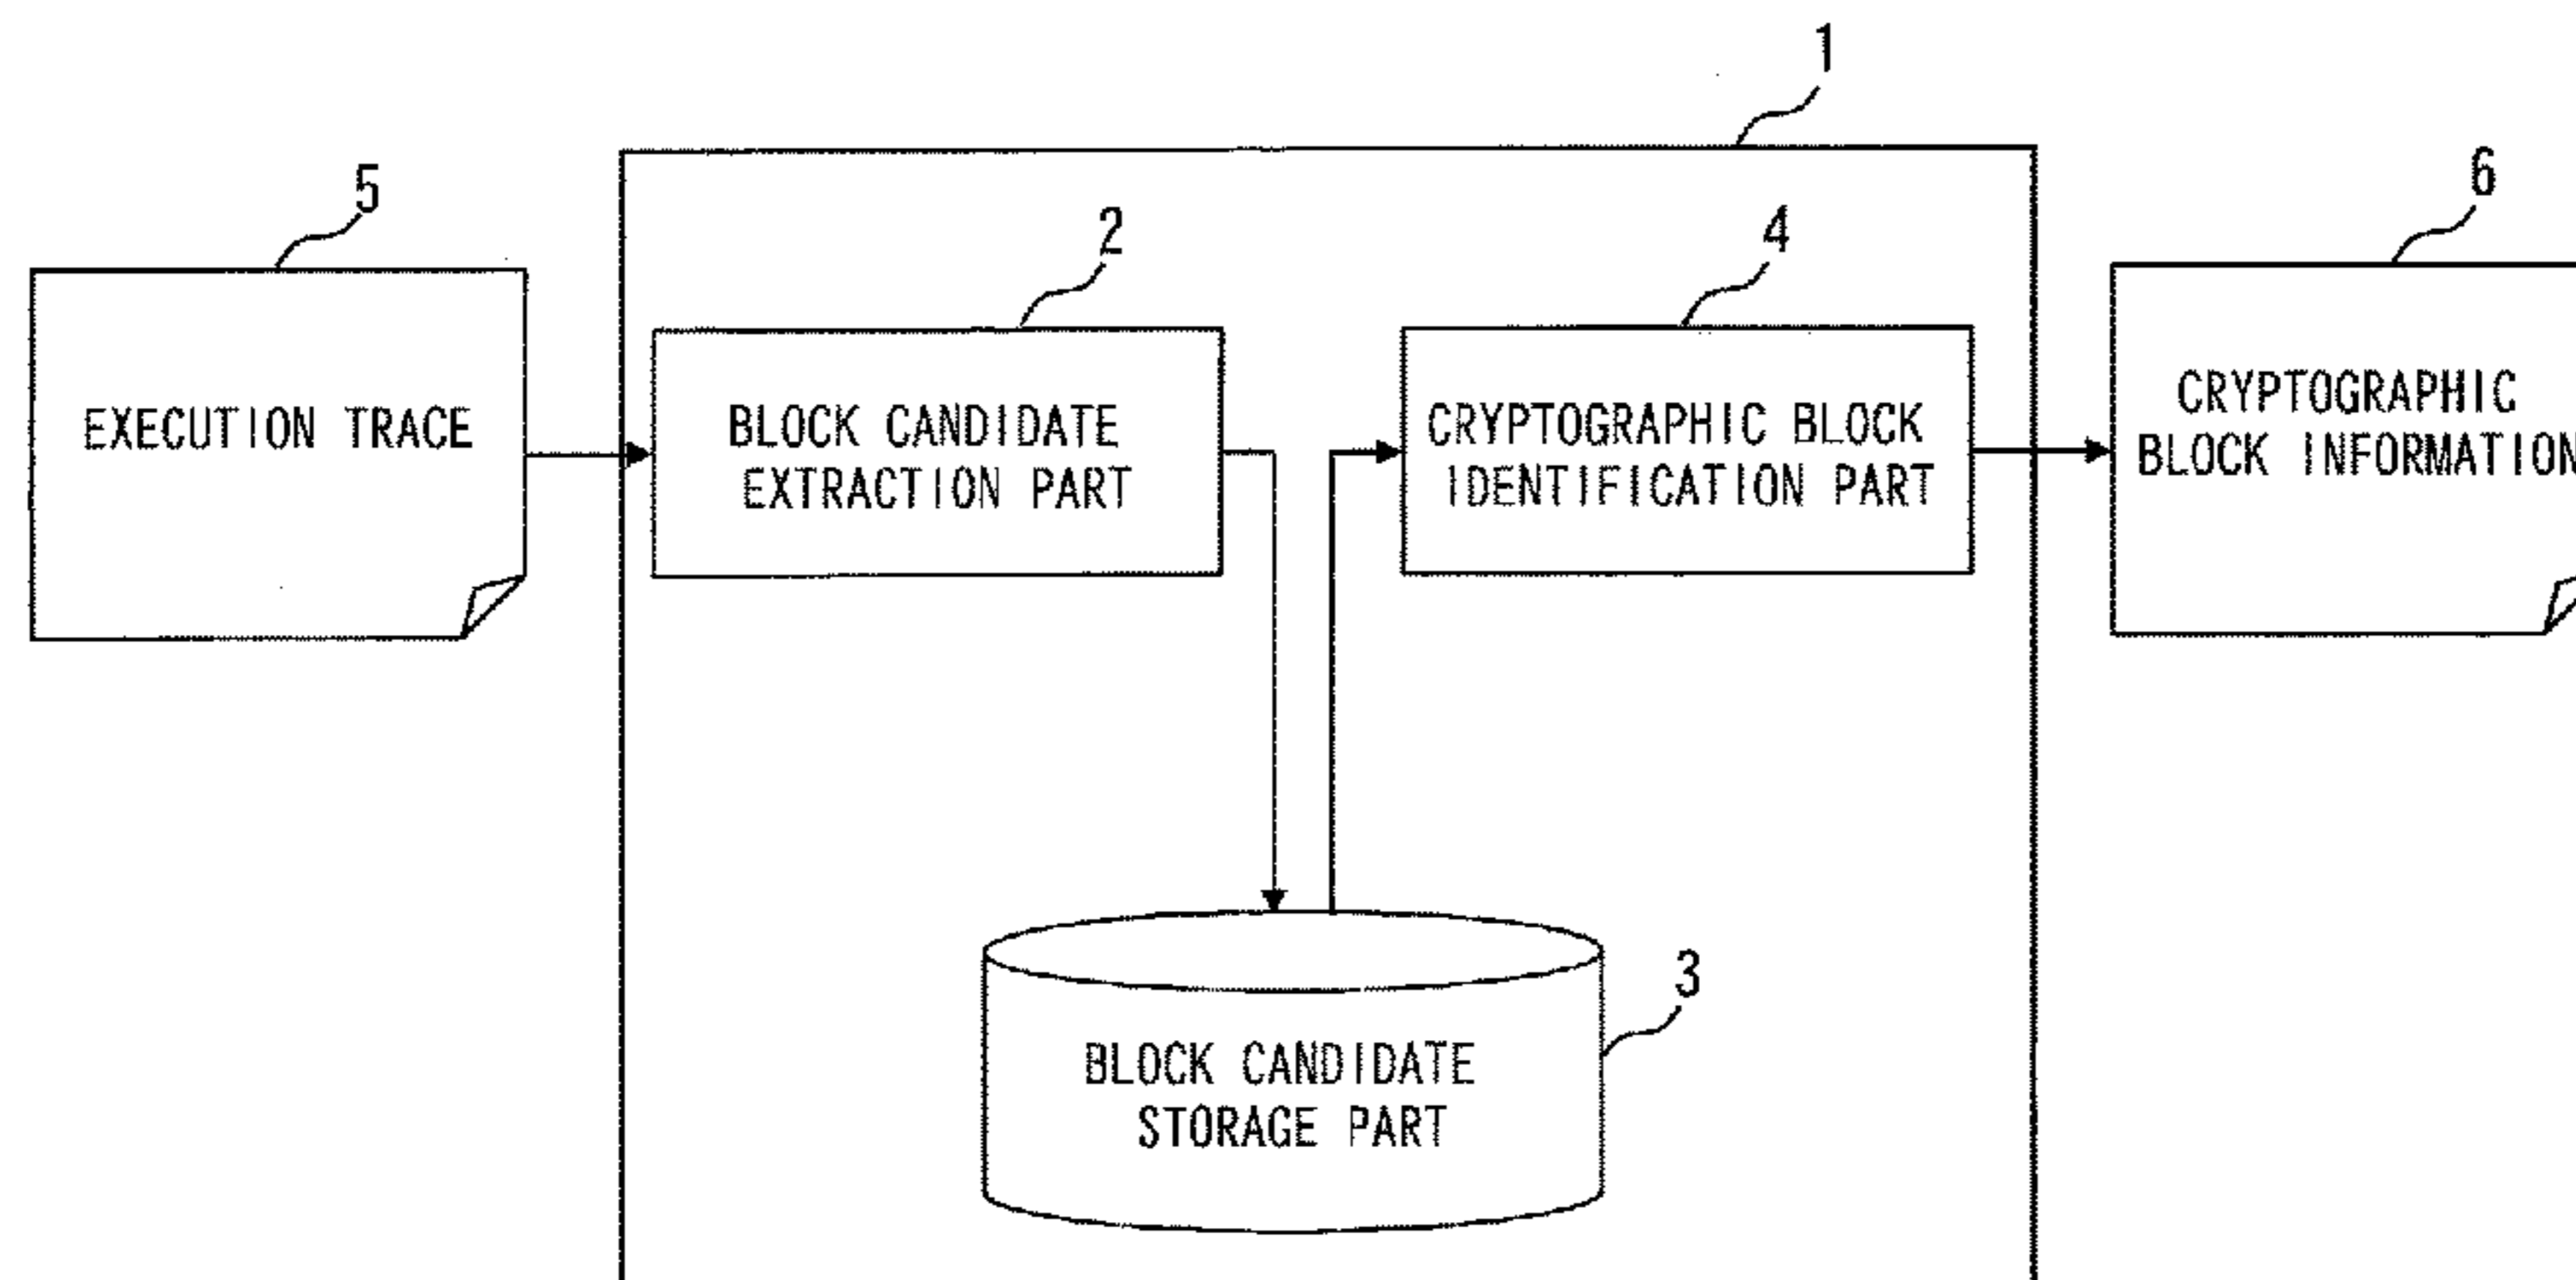 1
5
6
2
4
EXECUTION TRACE
BLOCK CANDIDATE
EXTRACTION PART
CRYPTOGRAPHIC BLOCK
IDENTIFICATION PART
CRYPTOGRAPHIC
BLOCK INFORMATION
3
BLOCK CANDIDATE
STORAGE PART